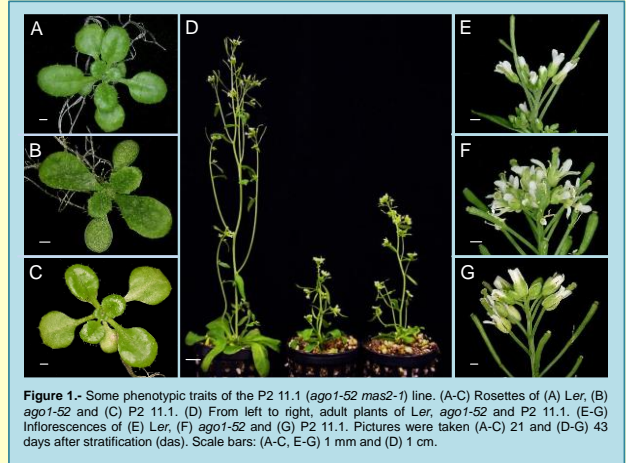 A
D
E
B
F
C
G
Figure 1.- Some phenotypic traits of the P2 11.1 (ago1-52 mas2-1) line. (A-C) Rosettes of (A) Ler, (B)
ago1-52 and (C) P2 11.1. (D) From left to right, adult plants of Ler, ago1-52 and P2 11.1. (E-G)
Inflorescences of (E) Ler, (F) ago1-52 and (G) P2 11.1. Pictures were taken (A-C) 21 and (D-G) 43
days after stratification (das). Scale bars: (A-C, E-G) 1 mm and (D) 1 cm.